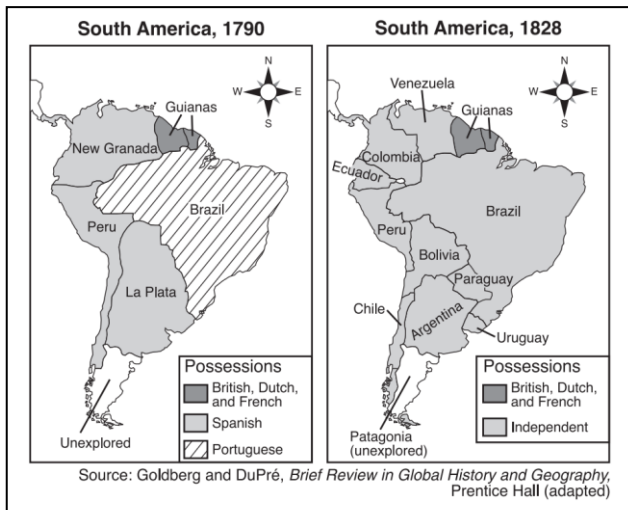 South America, 1790
N
W
E
S
Guianas
New Granada
Brazil
Peru
La Plata
Unexplored
Possessions
British, Dutch,
and French
Spanish
Portuguese
South America, 1828
N
W
E
S
Venezuela
Guianas
Colombia
Ecuador
Brazil
Peru
Bolivia
Paraguay
Chile
Argentina
Uruguay
Patagonia
(unexplored)
Possessions
British, Dutch,
and French
Independent
Source: Goldberg and DuPré, Brief Review in Global History and Geography,
Prentice Hall (adapted)